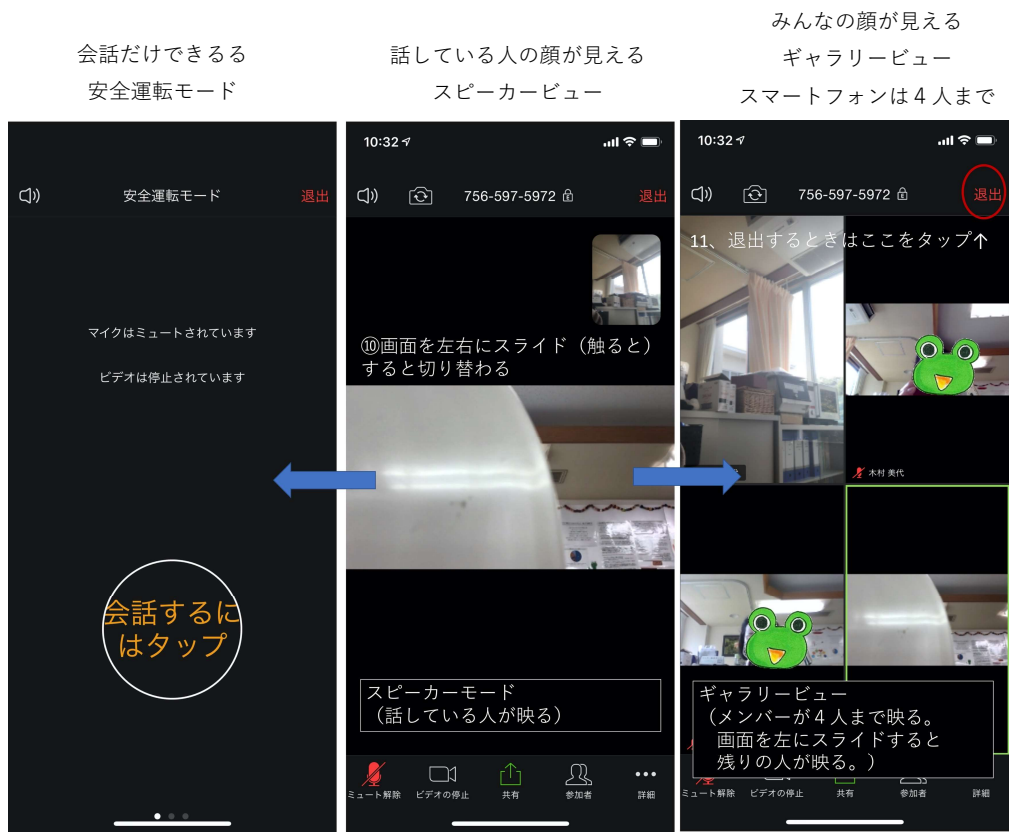 会話だけできるる
安全運転モード
話している人の顔が見える
スピーカービュー
みんなの顔が見える
ギャラリービュー
スマートフォンは4人まで
安全運転モード
退出
マイクはミュートされています
ビデオは停止されています
会話するに
はタップ
10:32
756-597-5972
退出
⑩画面を左右にスライド（触ると）
すると切り替わる
スピーカーモード
（話している人が映る）
ミュート解除 ビデオの停止 共有 参加者 詳細
10:32
756-597-5972
退出
11、退出するときはここをタップ↑
木村 美代
ギャラリービュー
（メンバーが4人まで映る。
画面を左にスライドすると
残りの人が映る。）
ミュート解除 ビデオの停止 共有 参加者 詳細